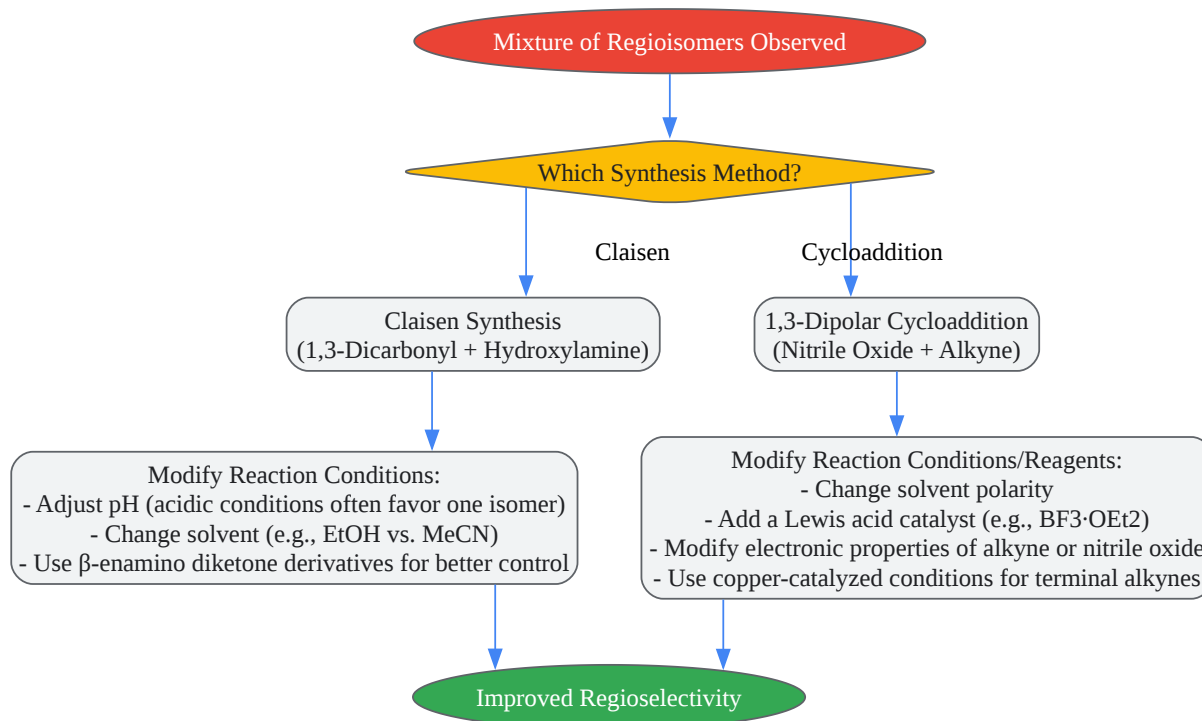 Mixture of Regioisomers Observed
Which Synthesis Method?
Claisen
Cycloaddition
Claisen Synthesis
(1,3-Dicarbonyl + Hydroxylamine)
1,3-Dipolar Cycloaddition
(Nitrile Oxide + Alkyne)
Modify Reaction Conditions:
- Adjust pH (acidic conditions often favor one isomer)
- Change solvent (e.g., EtOH vs. MeCN)
- Use β-enamino diketone derivatives for better control
Modify Reaction Conditions/Reagents:
- Change solvent polarity
- Add a Lewis acid catalyst (e.g., BF3·OEt2)
- Modify electronic properties of alkyne or nitrile oxide
- Use copper-catalyzed conditions for terminal alkynes
Improved Regioselectivity